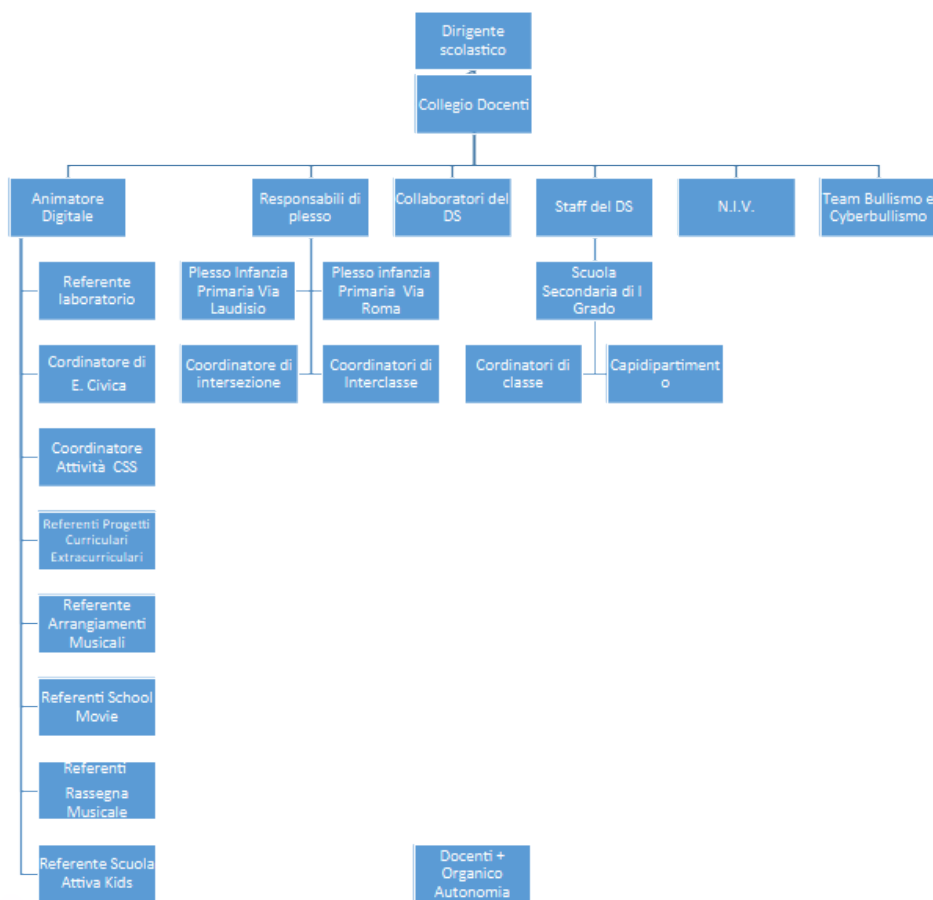 Dirigente
scolastico
Collegio Docenti
Animatore
Digitale
Responsabili di
plesso
Collaboratori del
DS
Staff del DS
N.I.V.
Team Bullismo e
Cyberbullismo
Referente
laboratorio
Plesso Infanzia
Primaria Via
Laudisio
Plesso infanzia
Primaria Via
Roma
Scuola
Secondaria di I
Grado
Cordinatore di
E. Civica
Coordinatore di
intersezione
Coordinatori di
Interclasse
Cordinatori di
classe
Capidipartiment
o
Coordinatore
Attività CSS
Referenti Progetti
Curriculari
Extracurriculari
Referente
Arrangiamenti
Musicali
Referenti School
Movie
Referenti
Rassegna
Musicale
Referente Scuola
Attiva Kids
Docenti +
Organico
Autonomia